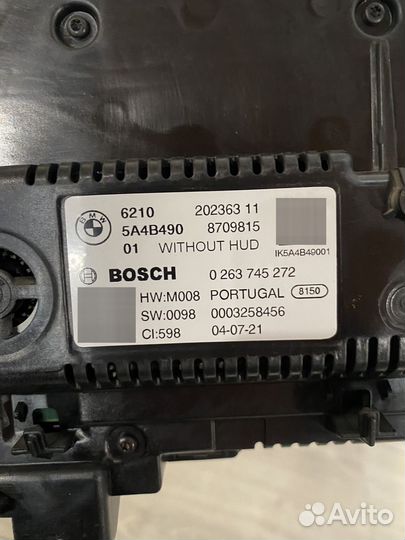 BMW
6210 202363 11
5A4B490 8709815
01 WITHOUT HUD
IK5A4B49001
BOSCH 0 263 745 272
HW:M008 PORTUGAL 8150
SW:0098 0003258456
CI:598 04-07-21
Avito